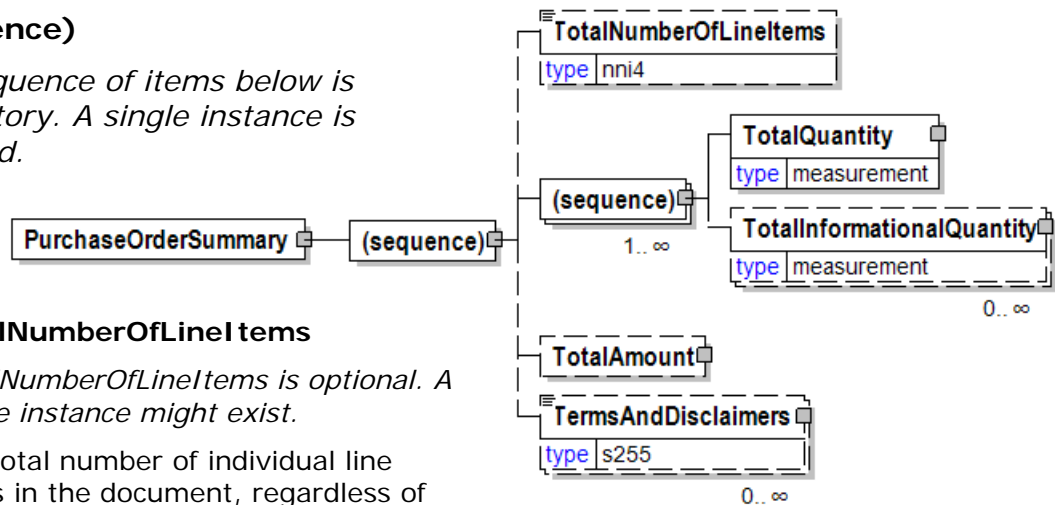 ence)
quence of items below is
tory. A single instance is
d.
lNumberOfLineItems
NumberOfLineItems is optional. A
e instance might exist.
otal number of individual line
s in the document, regardless of
PurchaseOrderSummary
(sequence)
TotalNumberOfLineItems
type nni4
(sequence)
1.. ∞
TotalQuantity
type measurement
TotalInformationalQuantity
type measurement
0.. ∞
TotalAmount
TermsAndDisclaimers
type s255
0.. ∞